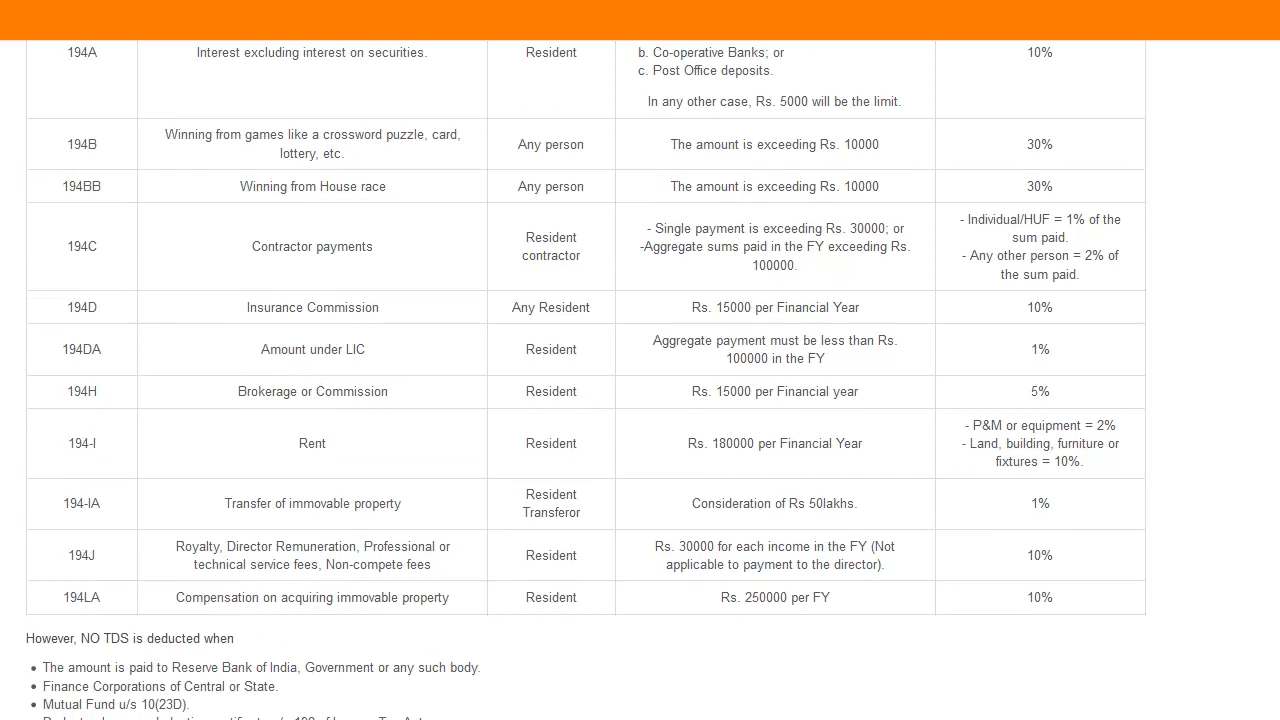 194A Interest excluding interest on securities. Resident b. Co-operative Banks; or 10%
c. Post Office deposits.
In any other case, Rs. 5000 will be the limit.
194B Winning from games like a crossword puzzle, card, lottery, etc. Any person The amount is exceeding Rs. 10000 30%
194BB Winning from House race Any person The amount is exceeding Rs. 10000 30%
194C Contractor payments Resident contractor - Single payment is exceeding Rs. 30000; or -Aggregate sums paid in the FY exceeding Rs. 100000. - Individual/HUF = 1% of the sum paid. - Any other person = 2% of the sum paid.
194D Insurance Commission Any Resident Rs. 15000 per Financial Year 10%
194DA Amount under LIC Resident Aggregate payment must be less than Rs. 100000 in the FY 1%
194H Brokerage or Commission Resident Rs. 15000 per Financial year 5%
194-I Rent Resident Rs. 180000 per Financial Year - P&M or equipment = 2% - Land, building, furniture or fixtures = 10%.
194-IA Transfer of immovable property Resident Transferor Consideration of Rs 50lakhs. 1%
194J Royalty, Director Remuneration, Professional or technical service fees, Non-compete fees Resident Rs. 30000 for each income in the FY (Not applicable to payment to the director). 10%
194LA Compensation on acquiring immovable property Resident Rs. 250000 per FY 10%
However, NO TDS is deducted when
• The amount is paid to Reserve Bank of India, Government or any such body.
• Finance Corporations of Central or State.
• Mutual Fund u/s 10(23D).